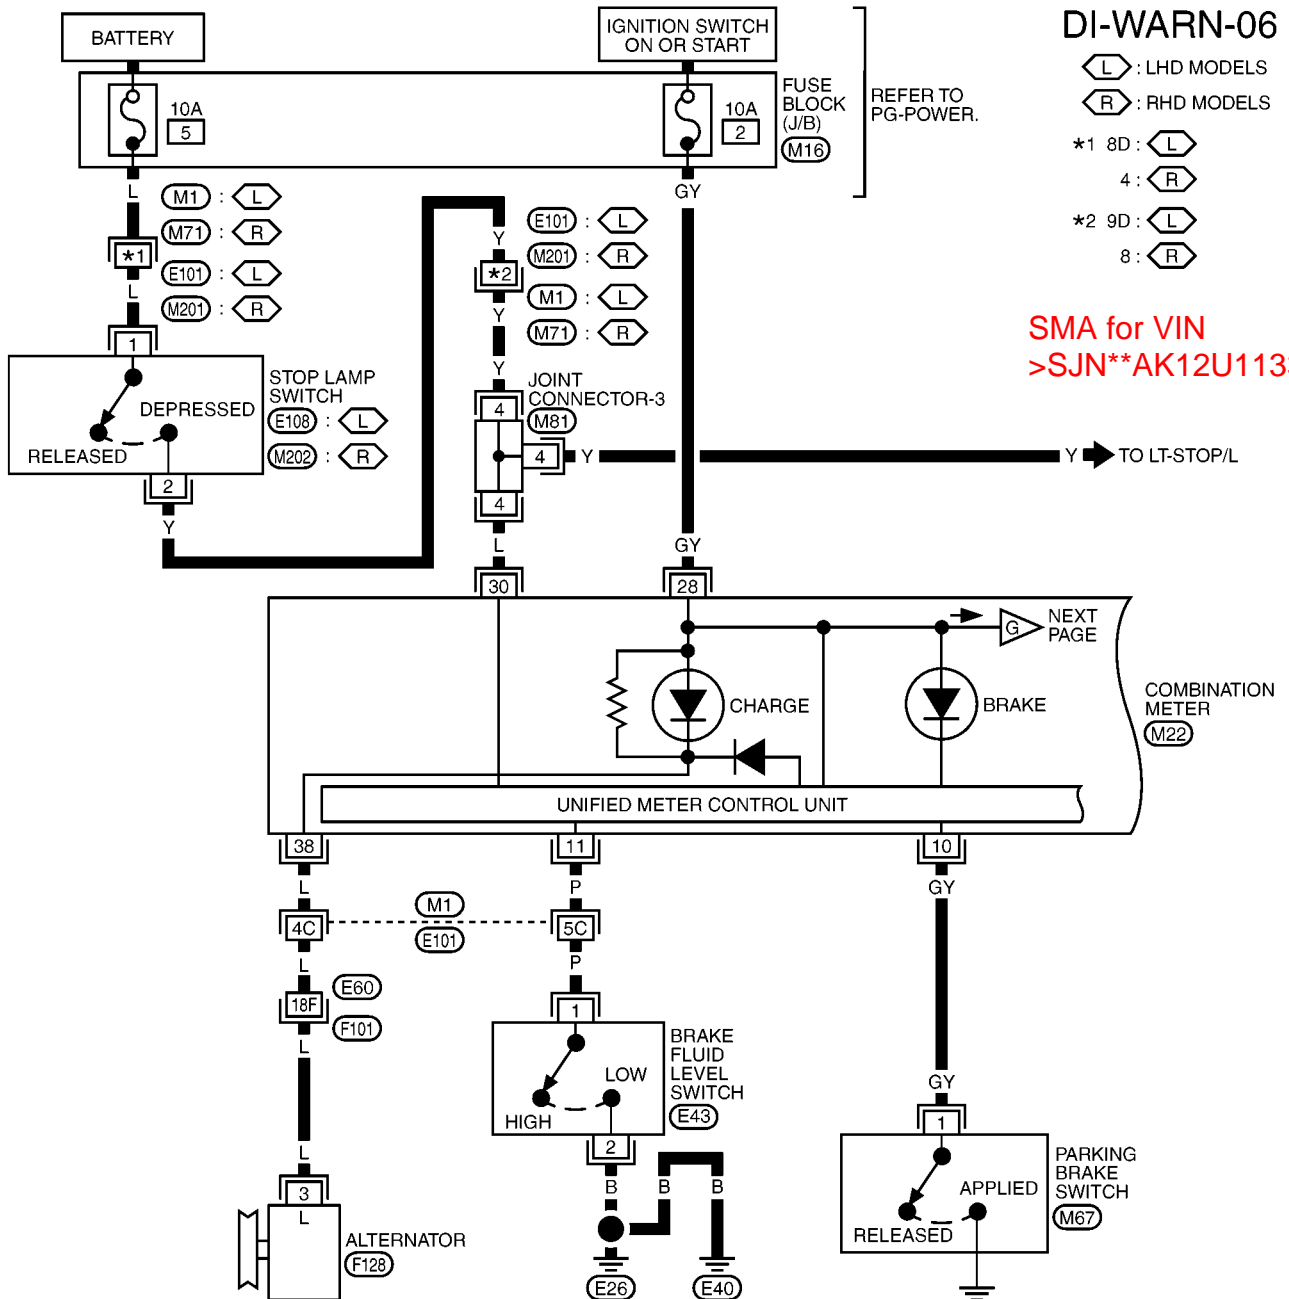 DI-WARN-06
BATTERY
IGNITION SWITCH
ON OR START
L : LHD MODELS
R : RHD MODELS
10A
5
10A
2
FUSE
BLOCK
(J/B)
M16
REFER TO
PG-POWER.
*1 8D : L
4 : R
*2 9D : L
8 : R
L
M1 : L
M71 : R
*1
E101 : L
M201 : R
L
1
GY
Y
E101 : L
M201 : R
*2
M1 : L
M71 : R
Y
Y
SMA for VIN
>SJN**AK12U113
STOP LAMP
SWITCH
E108 : L
M202 : R
DEPRESSED
RELEASED
2
Y
JOINT
CONNECTOR-3
M81
4
4
Y
Y
TO LT-STOP/L
4
L
GY
30
28
G
NEXT
PAGE
CHARGE
BRAKE
COMBINATION
METER
M22
UNIFIED METER CONTROL UNIT
38
11
10
L
P
GY
4C
M1
E101
5C
L
P
18F
E60
F101
L
1
BRAKE
FLUID
LEVEL
SWITCH
E43
LOW
HIGH
2
GY
1
PARKING
BRAKE
SWITCH
M67
APPLIED
RELEASED
L
3
L
ALTERNATOR
F128
B
B
B
E26
E40